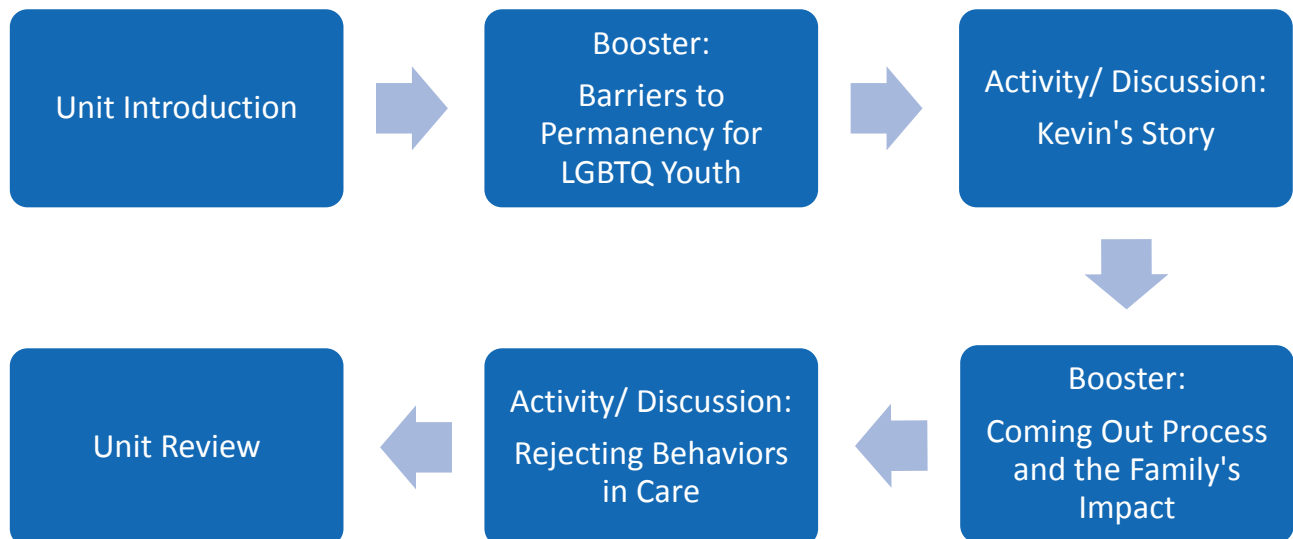 Unit Introduction
Booster:
Barriers to
Permanency for
LGBTQ Youth
Activity/ Discussion:
Kevin's Story
Booster:
Coming Out Process
and the Family's
Impact
Activity/ Discussion:
Rejecting Behaviors
in Care
Unit Review